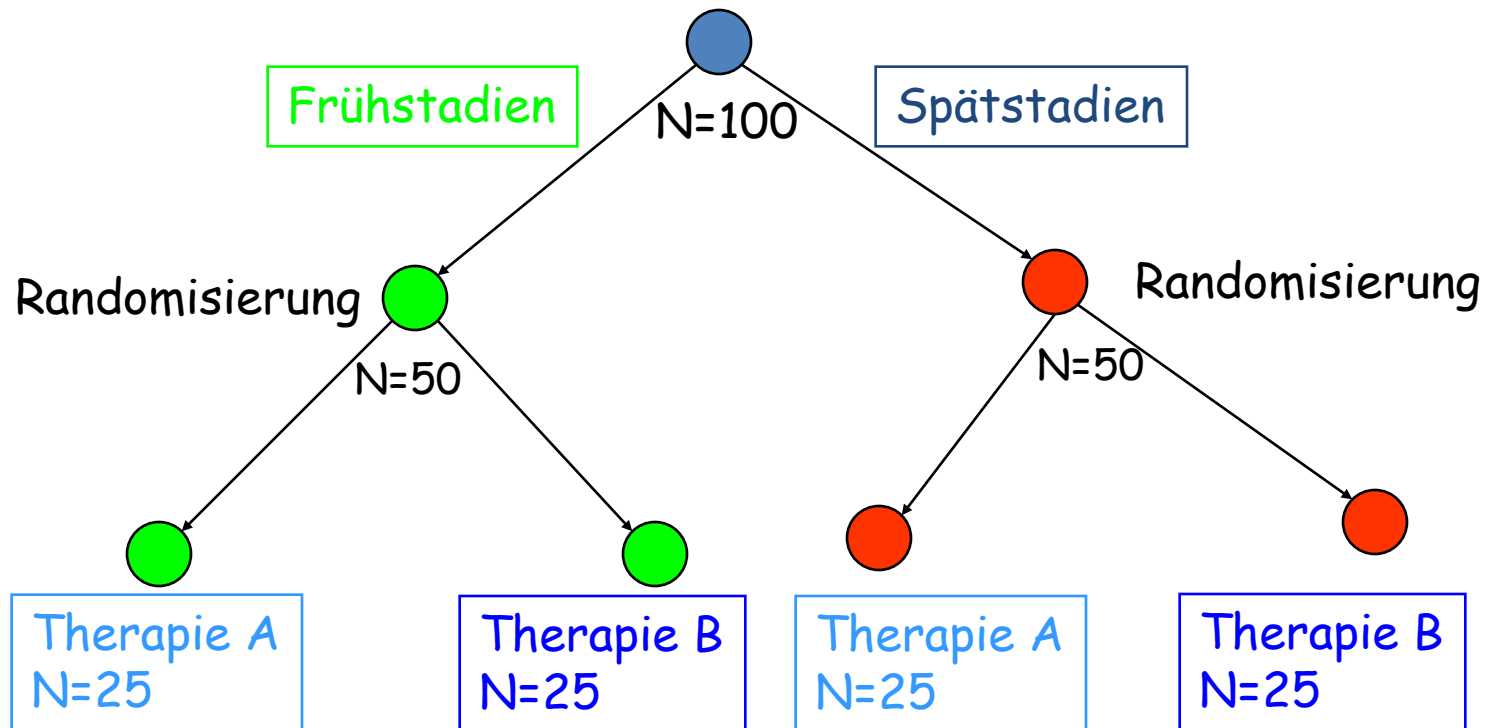 Frühstadien
N=100
Spätstadien
Randomisierung
N=50
N=50
Randomisierung
Therapie A
N=25
Therapie B
N=25
Therapie A
N=25
Therapie B
N=25